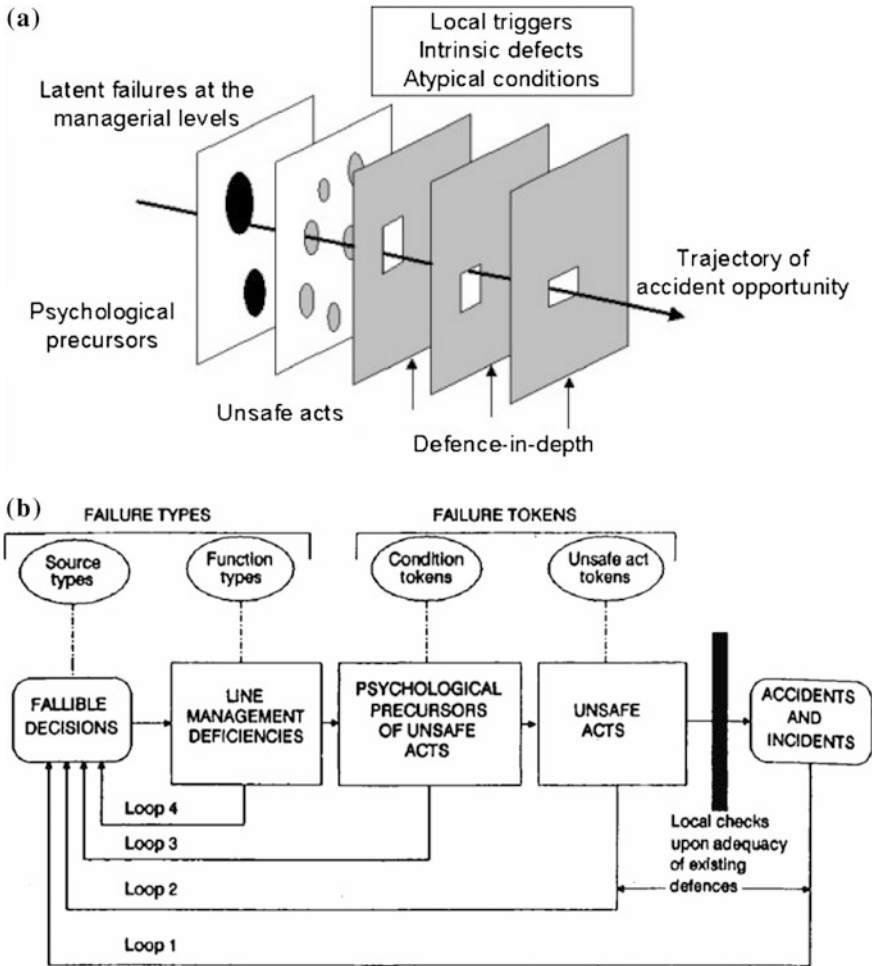 (a)
Local triggers
Intrinsic defects
Atypical conditions
Latent failures at the
managerial levels
Trajectory of
accident opportunity
Psychological
precursors
Unsafe acts
Defence-in-depth
(b)
FAILURE TYPES
FAILURE TOKENS
Source
types
Function
types
Condition
tokens
Unsafe act
tokens
FALLIBLE
DECISIONS
LINE
MANAGEMENT
DEFICIENCIES
PSYCHOLOGICAL
PRECURSORS
OF UNSAFE
ACTS
UNSAFE
ACTS
ACCIDENTS
AND
INCIDENTS
Loop 4
Loop 3
Loop 2
Loop 1
Local checks
upon adequacy
of existing
defences